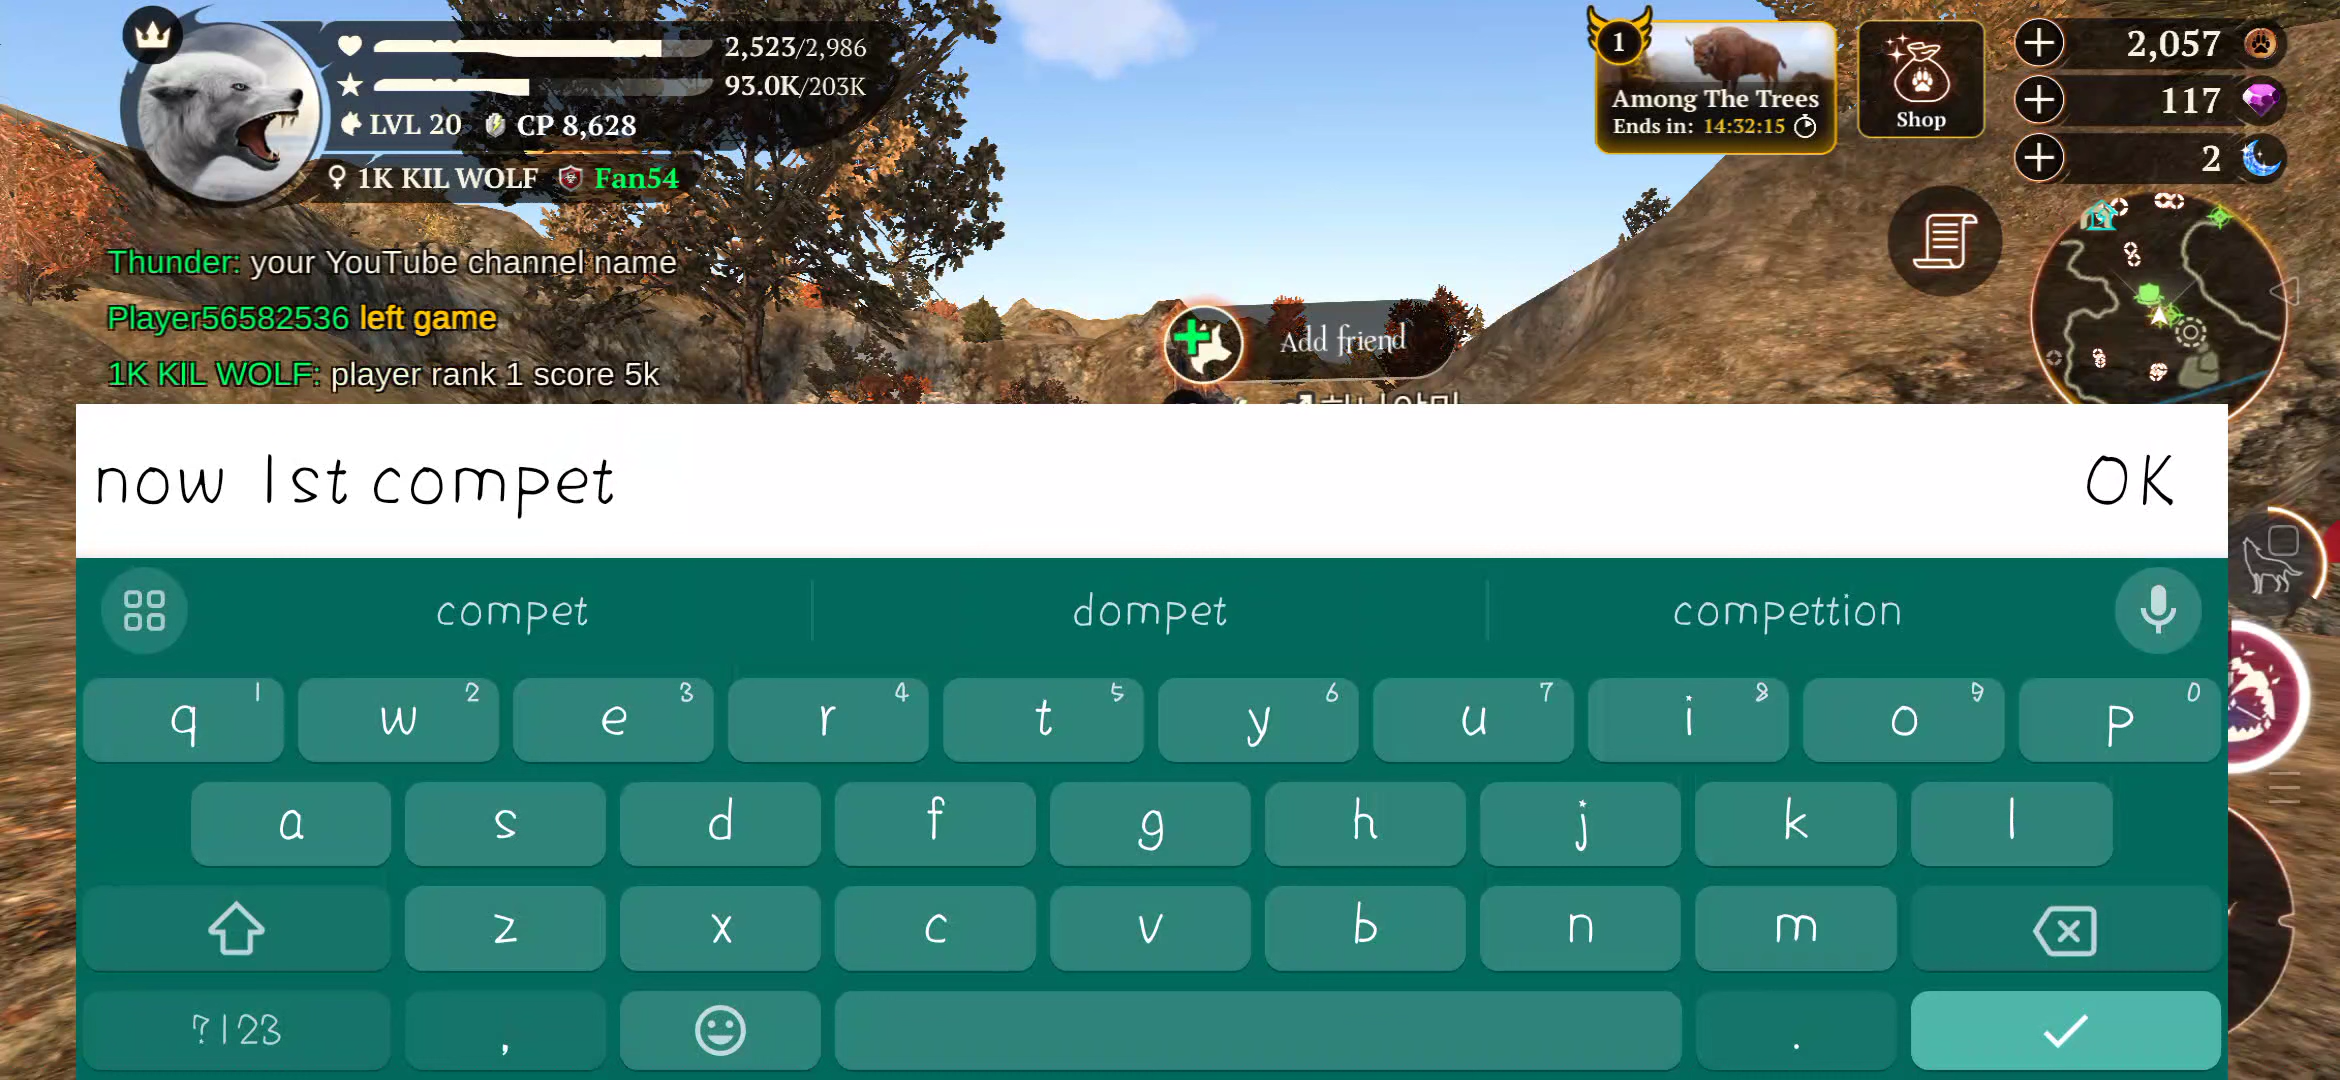 2,523/2,986
93.0K/203K
LVL 20 CP 8,628
1K KIL WOLF Fan54
1
Among The Trees
Ends in: 14:32:15
Shop
2,057
117
2
Thunder: your YouTube channel name
Player56582536 left game
1K KIL WOLF: player rank 1 score 5k
Add friend
now 1st compet
OK
compet dompet compettion
q 1 w 2 e 3 r 4 t 5 y 6 u 7 i 8 o 9 p 0
a s d f g h j k l
z x c v b n m
?123 , .